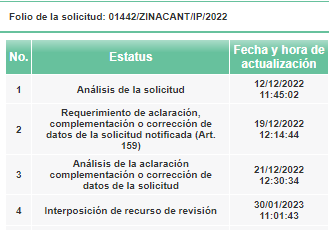 Folio de la solicitud: 01442/ZINACANT/IP/2022
No.
Estatus
Fecha y hora de
actualización
1
Análisis de la solicitud
12/12/2022
11:45:02
2
Requerimiento de aclaración,
complementación o corrección de
datos de la solicitud notificada (Art.
159)
19/12/2022
12:14:44
3
Análisis de la aclaración
complementación o corrección de
datos de la solicitud
21/12/2022
12:30:34
4
Interposición de recurso de revisión
30/01/2023
11:01:43